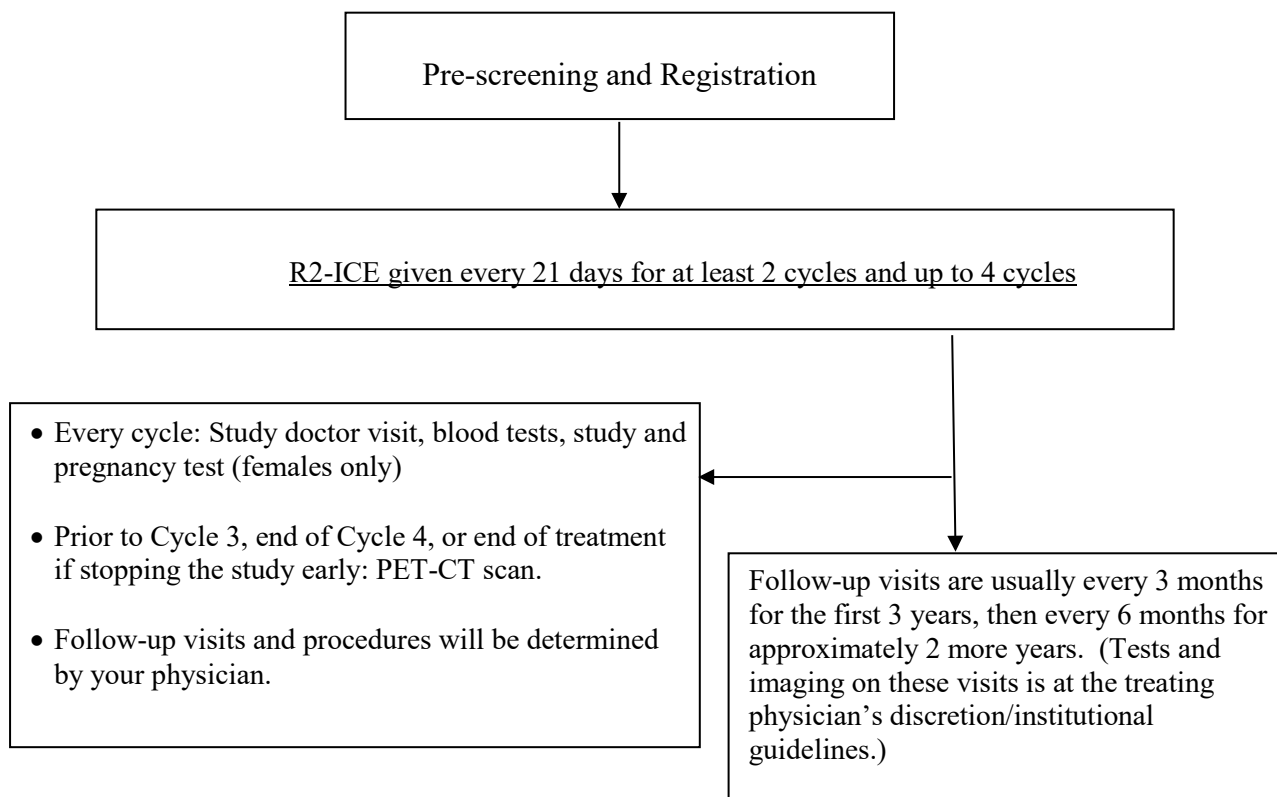 Pre-screening and Registration
R2-ICE given every 21 days for at least 2 cycles and up to 4 cycles
• Every cycle: Study doctor visit, blood tests, study and
pregnancy test (females only)
• Prior to Cycle 3, end of Cycle 4, or end of treatment
if stopping the study early: PET-CT scan.
• Follow-up visits and procedures will be determined
by your physician.
Follow-up visits are usually every 3 months
for the first 3 years, then every 6 months for
approximately 2 more years.  (Tests and
imaging on these visits is at the treating
physician’s discretion/institutional
guidelines.)